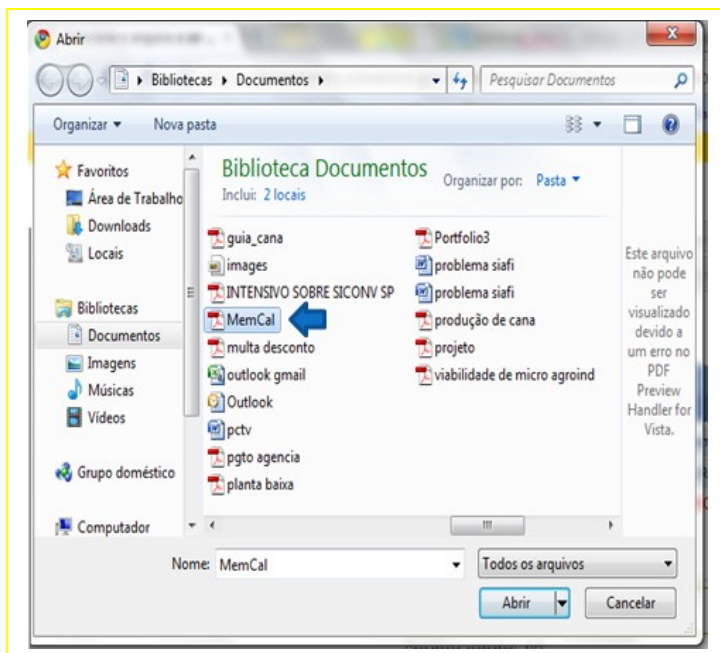 Abrir
Bibliotecas ▸ Documentos ▸
Pesquisar Documentos
Organizar
Nova pasta
Favoritos
Área de Trabalho
Downloads
Locais
Bibliotecas
Documentos
Imagens
Músicas
Vídeos
Grupo doméstico
Computador
Biblioteca Documentos
Inclui: 2 locais
Organizar por: Pasta
guia_cana
images
INTENSIVO SOBRE SICONV SP
MemCal
multa desconto
outlook gmail
Outlook
pctv
pgto agencia
planta baixa
Portfolio3
problema siafi
problema siafi
produção de cana
projeto
viabilidade de micro agroind
Este arquivo
não pode
ser
visualizado
devido a
um erro no
PDF
Preview
Handler for
Vista.
Nome: MemCal
Todos os arquivos
Abrir
Cancelar